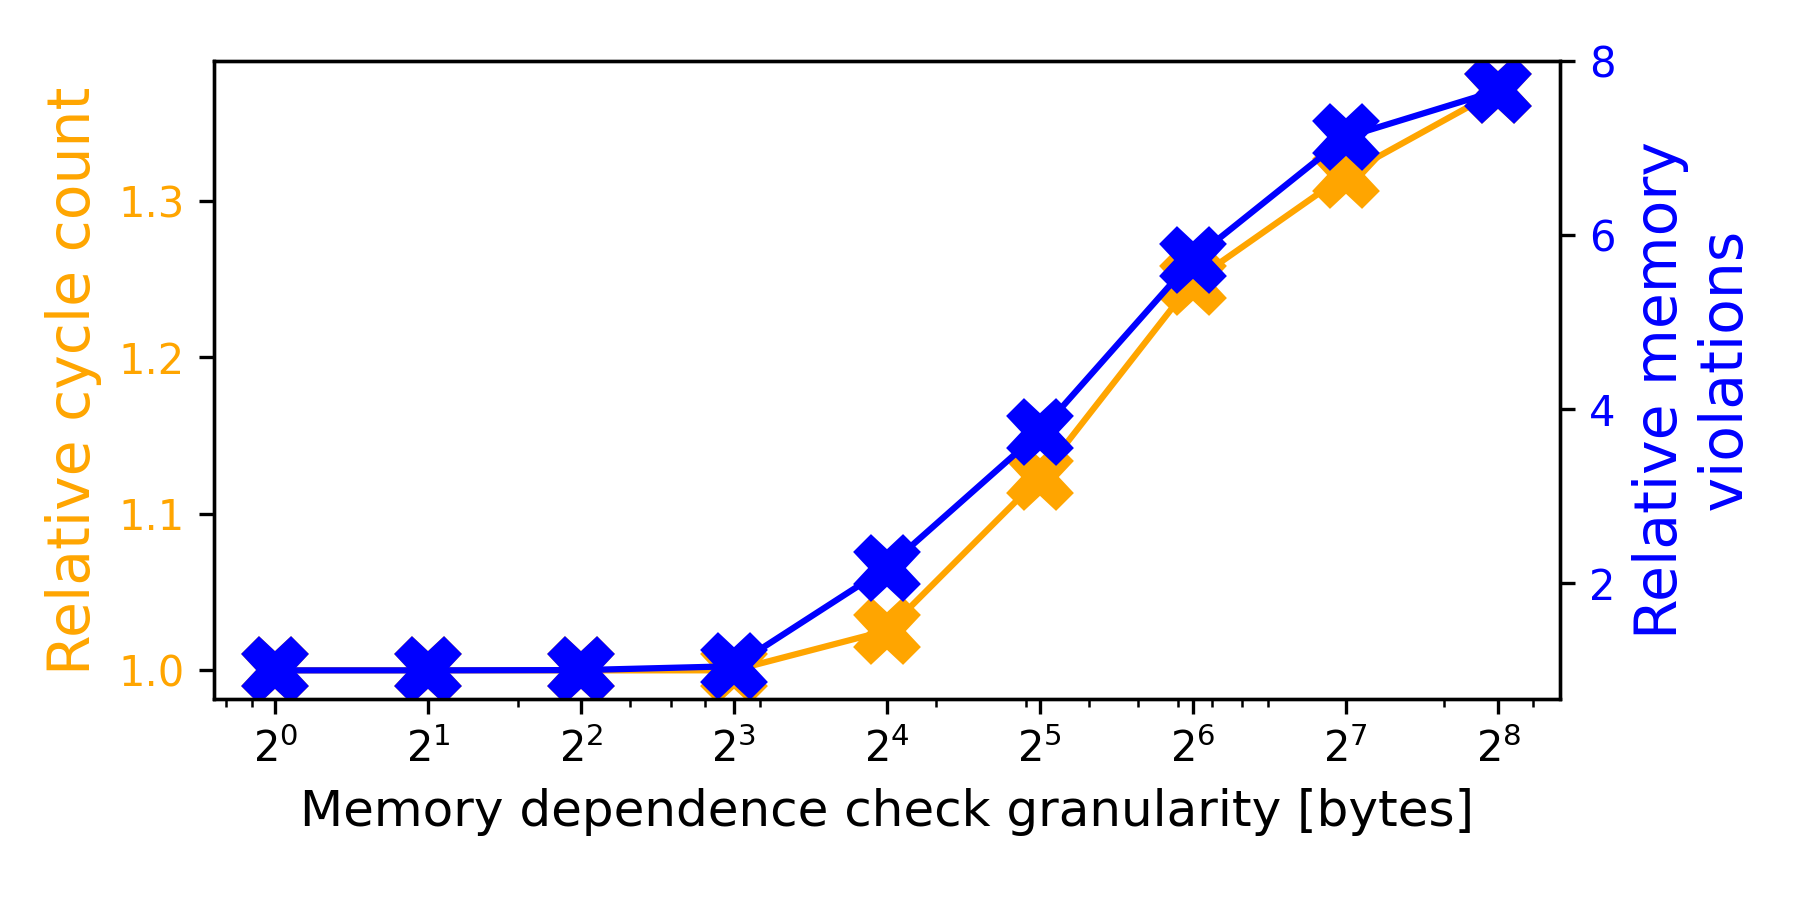 Relative cycle count
1.3
1.2
1.1
1.0
8
6
4
2
Relative memory
violations
2⁰ 2¹ 2² 2³ 2⁴ 2⁵ 2⁶ 2⁷ 2⁸
Memory dependence check granularity [bytes]